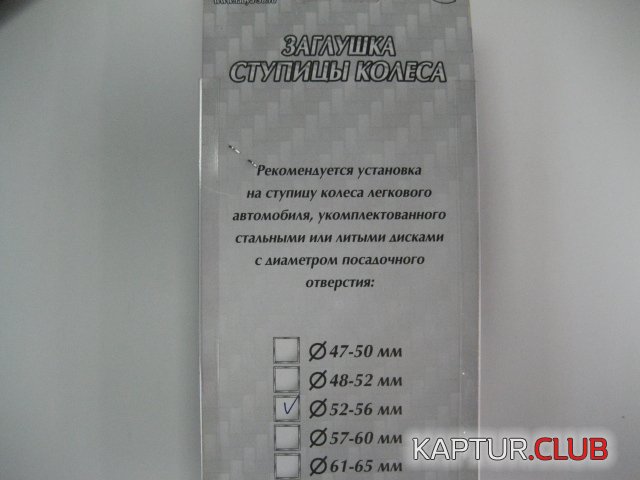 ЗАГЛУШКА
СТУПИЦЫ КОЛЕСА
Рекомендуется установка
на ступицу колеса легкового
автомобиля, укомплектованного
стальными или литыми дисками
с диаметром посадочного
отверстия:
Ø 47-50 мм
Ø 48-52 мм
Ø 52-56 мм
Ø 57-60 мм
Ø 61-65 мм
KAPTUR.CLUB